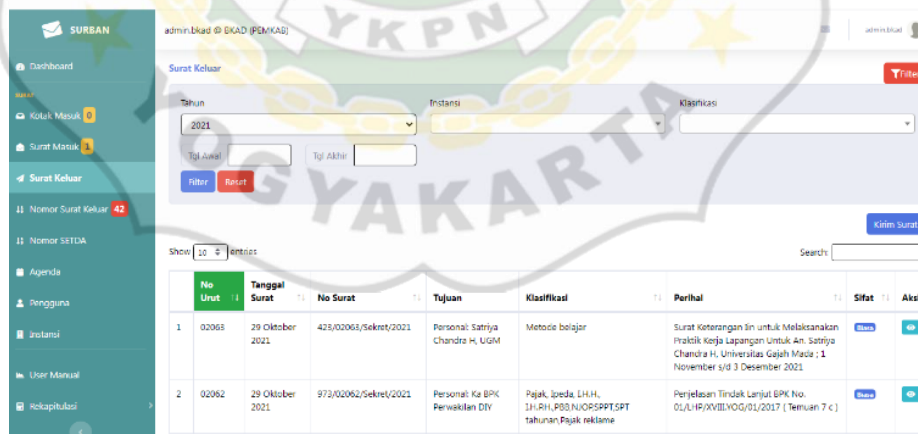 SURBAN
admin.bkad @ BKAD (PEMKAB)
admin.bkad
YKPN
YOGYAKARTA
Dashboard
SURAT
Kotak Masuk 0
Surat Masuk 1
Surat Keluar
Nomor Surat Keluar 42
Nomor SETDA
Agenda
Pengguna
Instansi
User Manual
Rekapitulasi
Surat Keluar
Filter
Tahun
Instansi
Klasifikasi
2021
Tgl Awal
Tgl Akhir
Filter Reset
Kirim Surat
Show 10 entries
Search:
No Urut
Tanggal Surat
No Surat
Tujuan
Klasifikasi
Perihal
Sifat
Aksi
1
02063
29 Oktober
2021
423/02063/Sekret/2021
Personal: Satriya
Chandra H, UGM
Metode belajar
Surat Keterangan Iin untuk Melaksanakan
Praktik Kerja Lapangan Untuk An. Satriya
Chandra H, Universitas Gajah Mada ; 1
November s/d 3 Desember 2021
Biasa
2
02062
29 Oktober
2021
973/02062/Sekret/2021
Personal: Ka BPK
Perwakilan DIY
Pajak, Ipeda, I.H.H.,
I.H.P.H.,PBB,NJOP,SPPT,SPT
tahunan,Pajak reklame
Penjelasan Tindak Lanjut BPK No.
01/LHP/XVIII.YOG/01/2017 ( Temuan 7 c )
Biasa